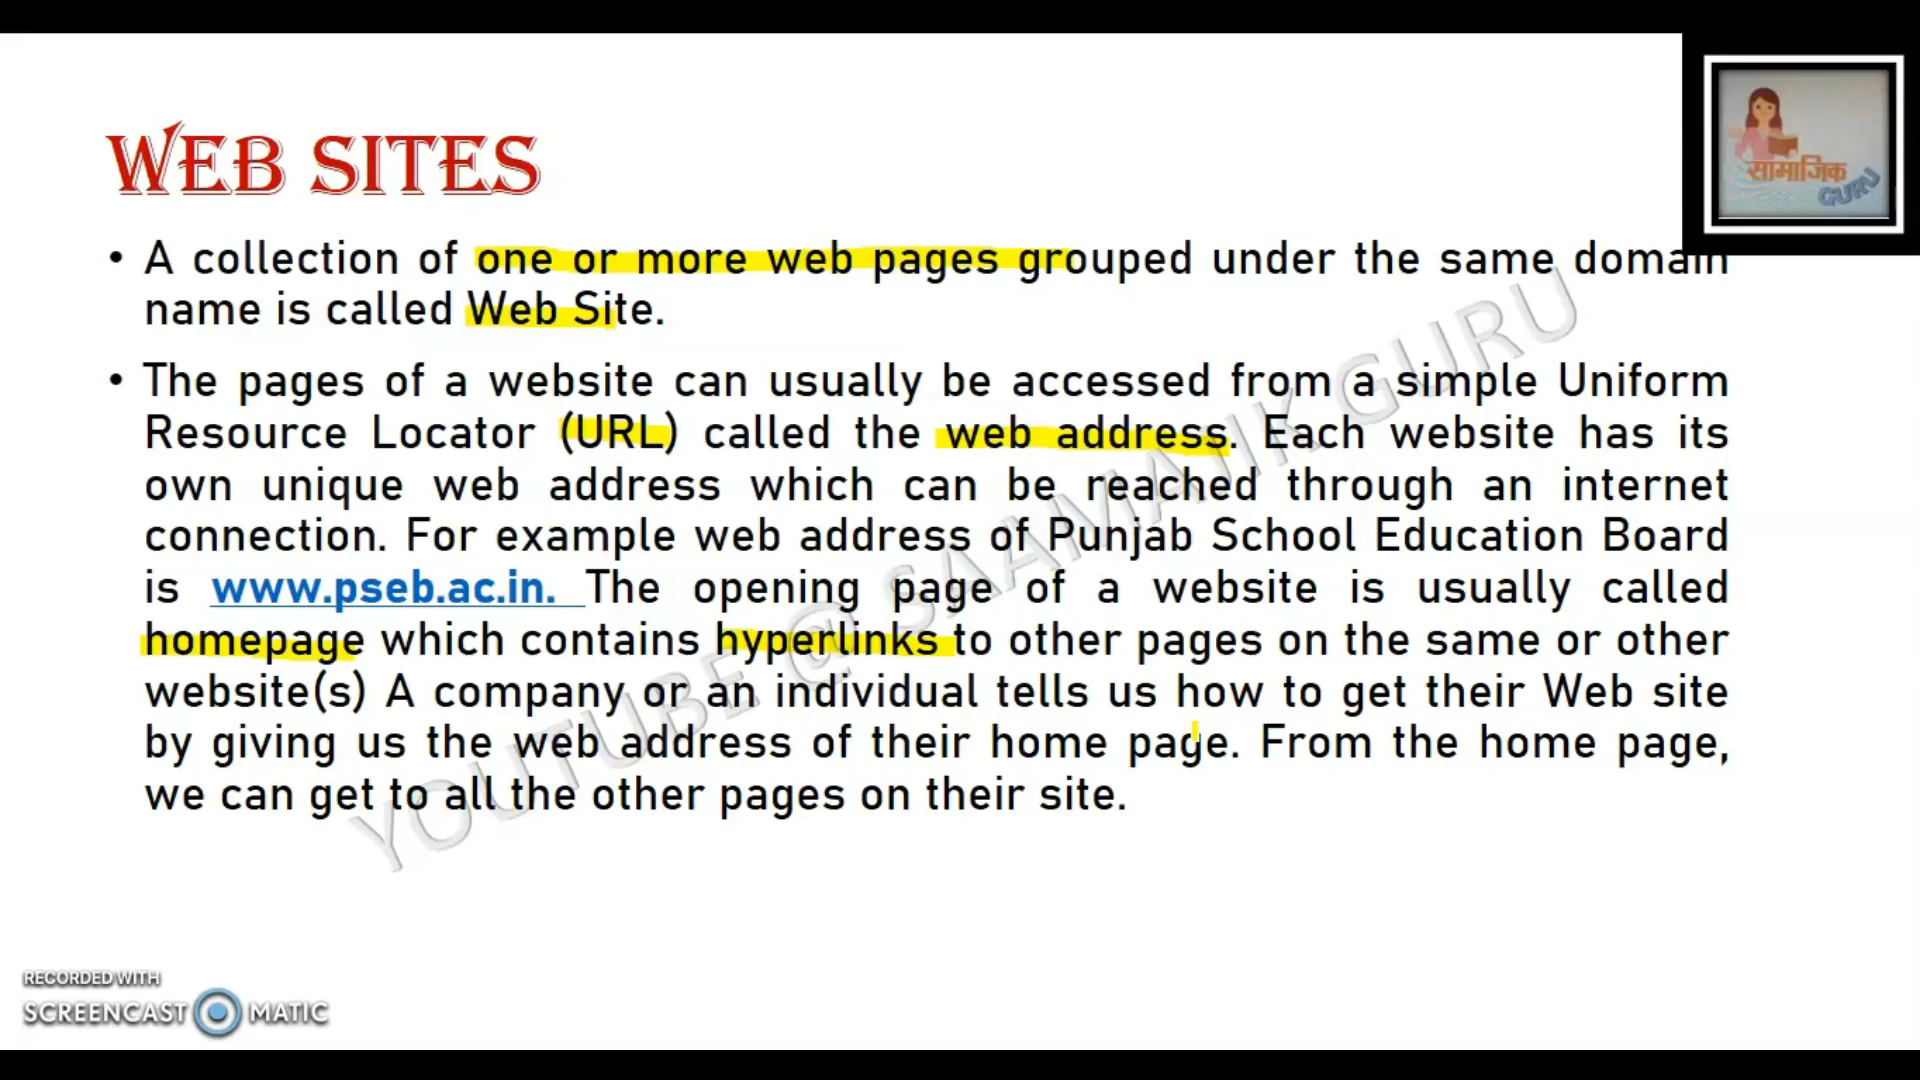 WEB SITES
सामाजिक
GURU
• A collection of one or more web pages grouped under the same domain
name is called Web Site.
• The pages of a website can usually be accessed from a simple Uniform
Resource Locator (URL) called the web address. Each website has its
own unique web address which can be reached through an internet
connection. For example web address of Punjab School Education Board
is www.pseb.ac.in. The opening page of a website is usually called
homepage which contains hyperlinks to other pages on the same or other
website(s) A company or an individual tells us how to get their Web site
by giving us the web address of their home page. From the home page,
we can get to all the other pages on their site.
YOUTUBE @ SAAMAJIK GURU
RECORDED WITH
SCREENCAST MATIC